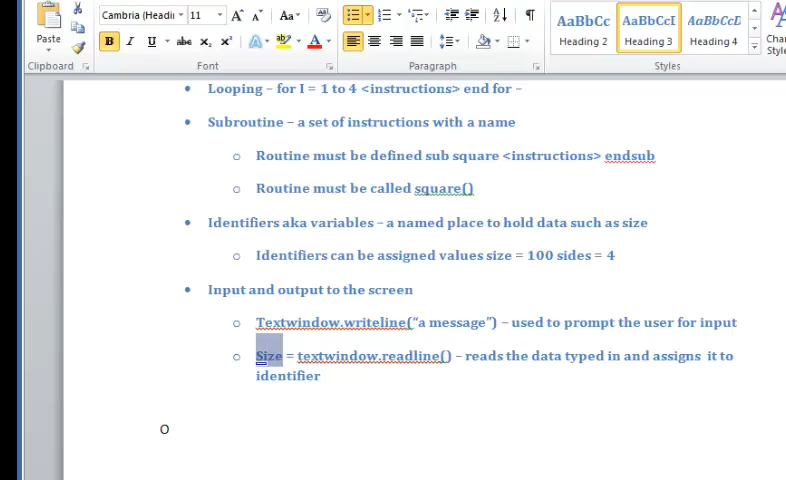 Cambria (Headi 11 A A Aa
AaBbCc AaBbCcI AaBbCcD
Paste B I U abc x₂ x² A ab A Heading 2 Heading 3 Heading 4
Clipboard Font Paragraph Styles
• Looping – for I = 1 to 4 <instructions> end for –
• Subroutine – a set of instructions with a name
o Routine must be defined sub square <instructions> endsub
o Routine must be called square()
• Identifiers aka variables – a named place to hold data such as size
o Identifiers can be assigned values size = 100 sides = 4
• Input and output to the screen
o Textwindow.writeline(“a message”) – used to prompt the user for input
o Size = textwindow.readline() – reads the data typed in and assigns it to
identifier
O